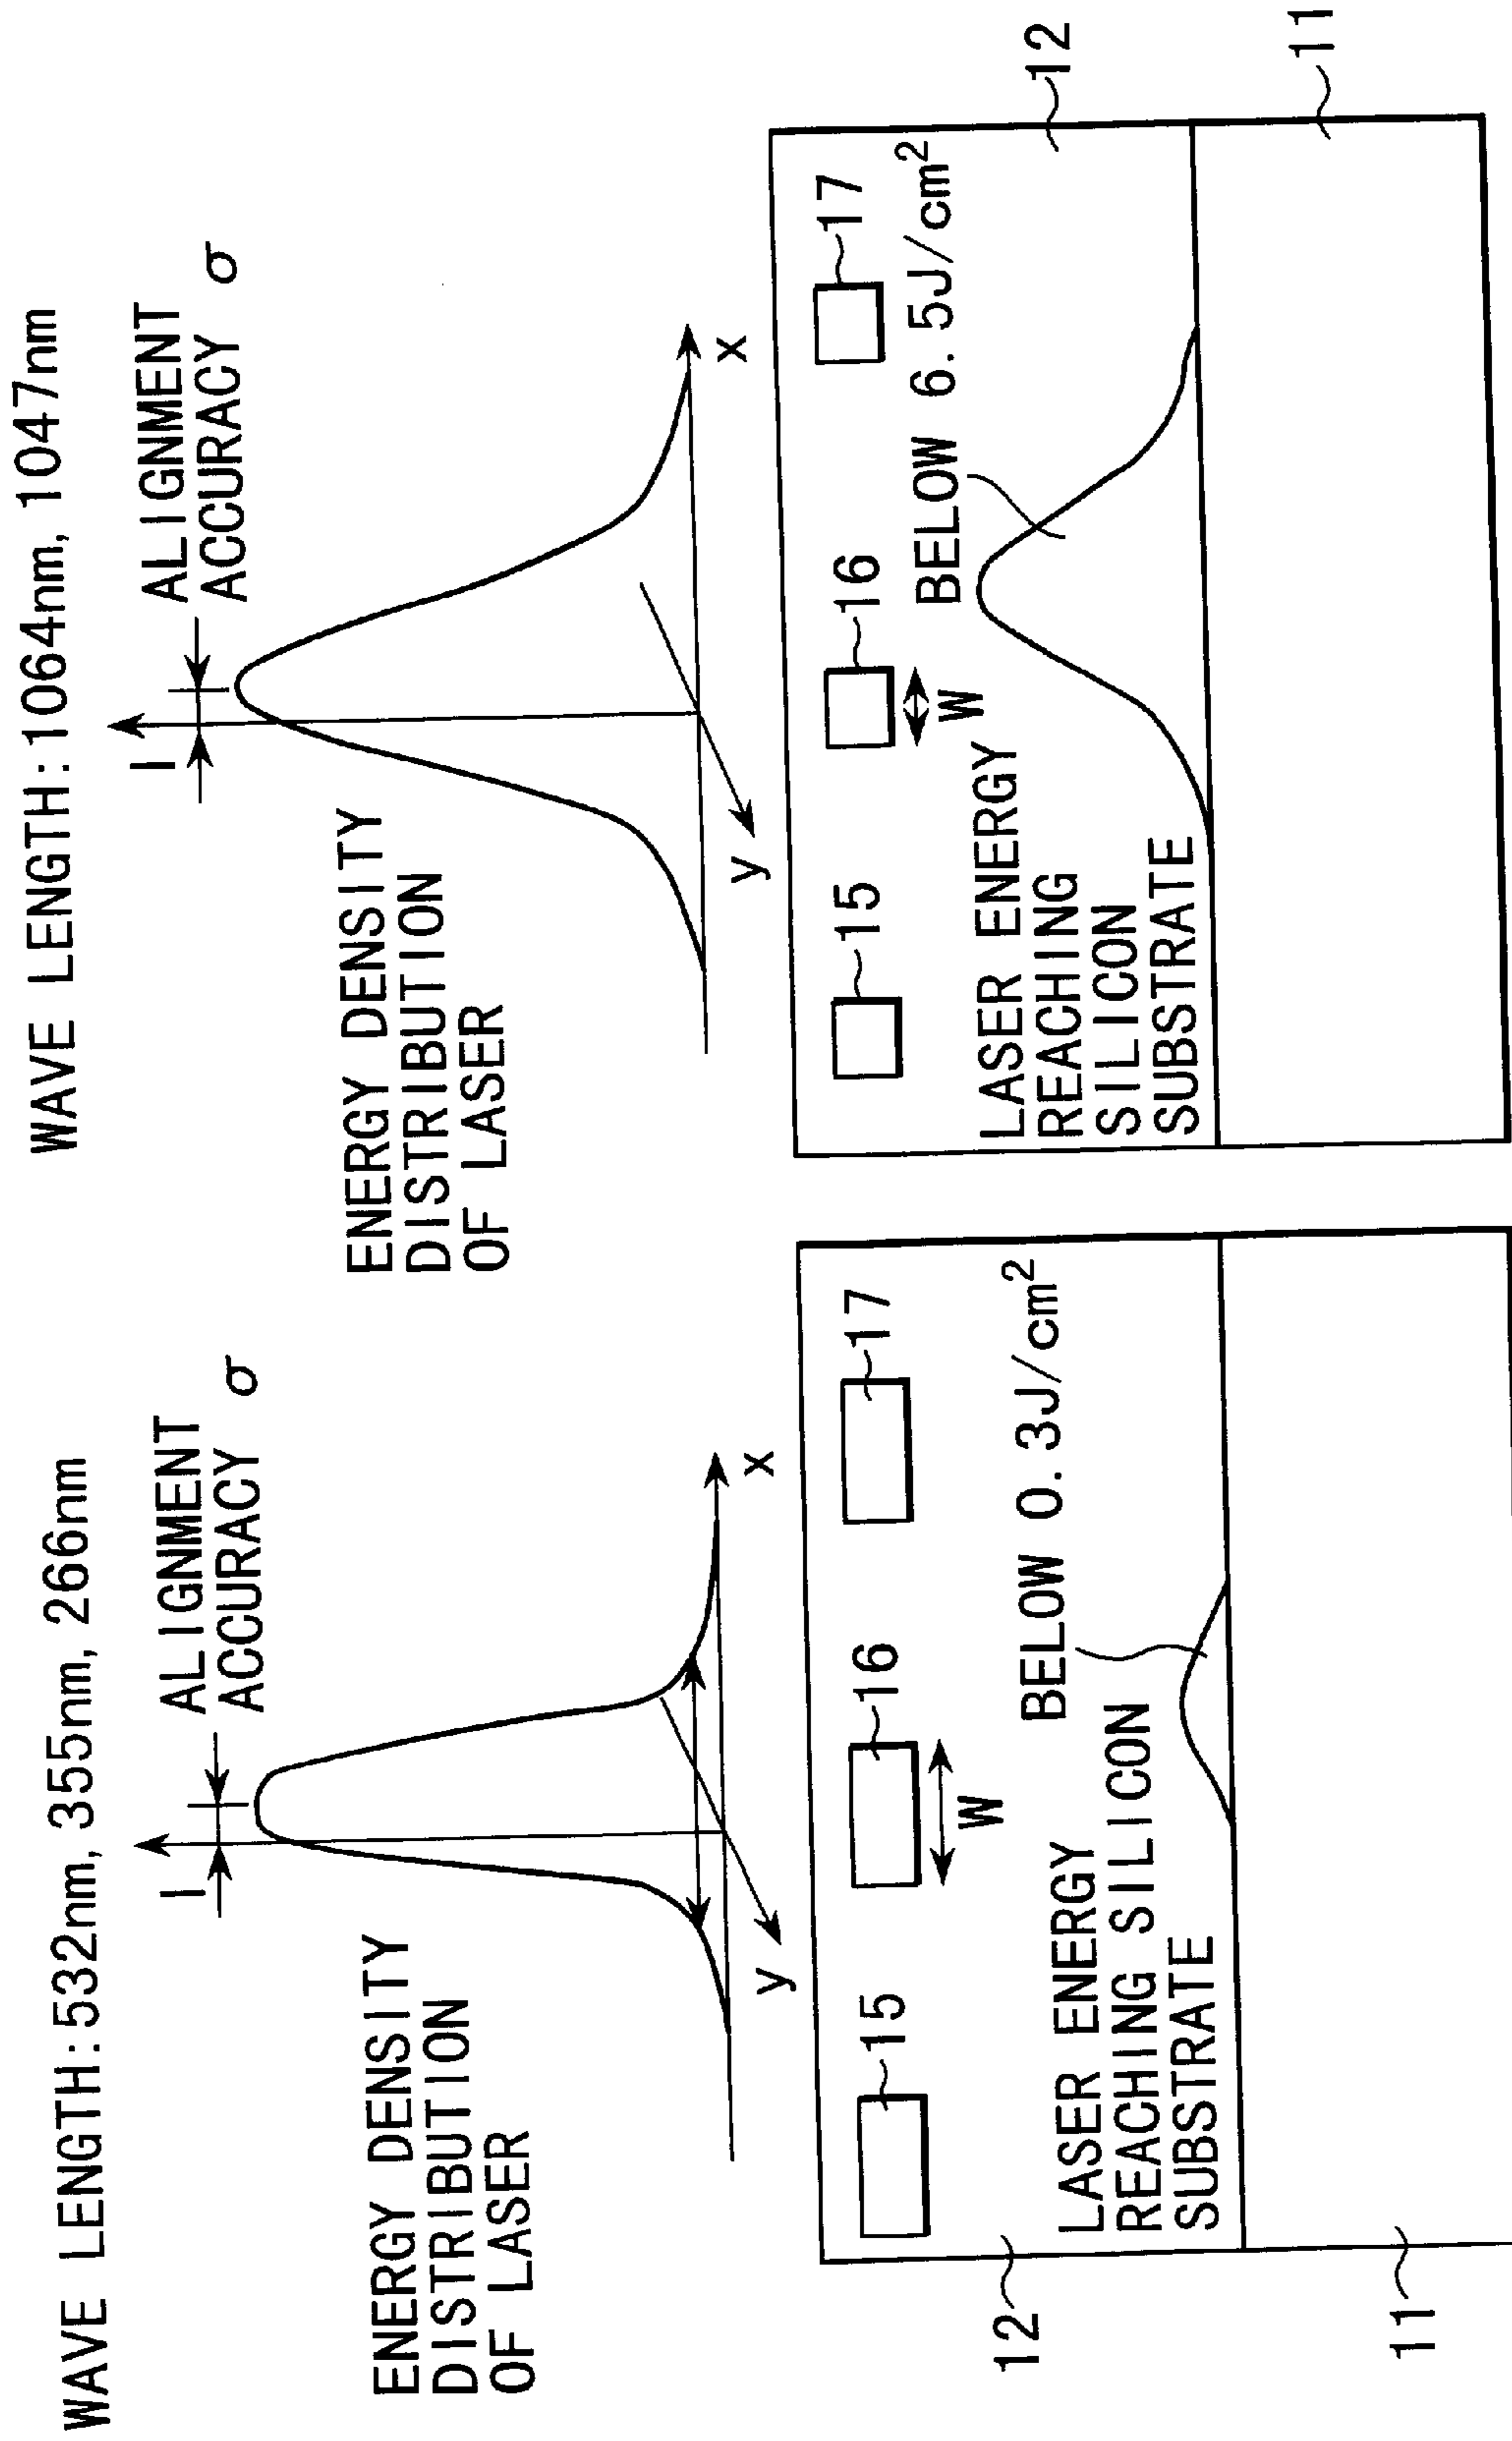 WAVE LENGTH:532nm, 355nm, 266nm
ALIGNMENT
ACCURACY σ
I
ENERGY DENSITY
DISTRIBUTION
OF LASER
x
y
15
16
17
W
BELOW 0.3J/cm²
LASER ENERGY
REACHING SILICON
SUBSTRATE
12
11
WAVE LENGTH:1064nm, 1047nm
ALIGNMENT
ACCURACY σ
I
ENERGY DENSITY
DISTRIBUTION
OF LASER
x
y
15
16
17
W
BELOW 6.5J/cm²
LASER ENERGY
REACHING
SILICON
SUBSTRATE
12
11